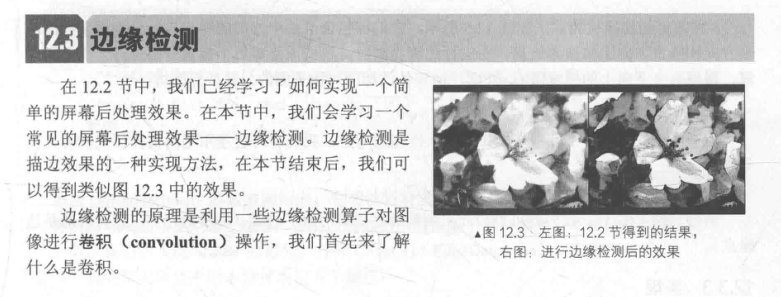 12.3 边缘检测
在 12.2 节中，我们已经学习了如何实现一个简
单的屏幕后处理效果。在本节中，我们会学习一个
常见的屏幕后处理效果——边缘检测。边缘检测是
描边效果的一种实现方法，在本节结束后，我们可
以得到类似图 12.3 中的效果。
边缘检测的原理是利用一些边缘检测算子对图
像进行卷积（convolution）操作，我们首先来了解
什么是卷积。
▲图 12.3 左图：12.2 节得到的结果，
右图：进行边缘检测后的效果